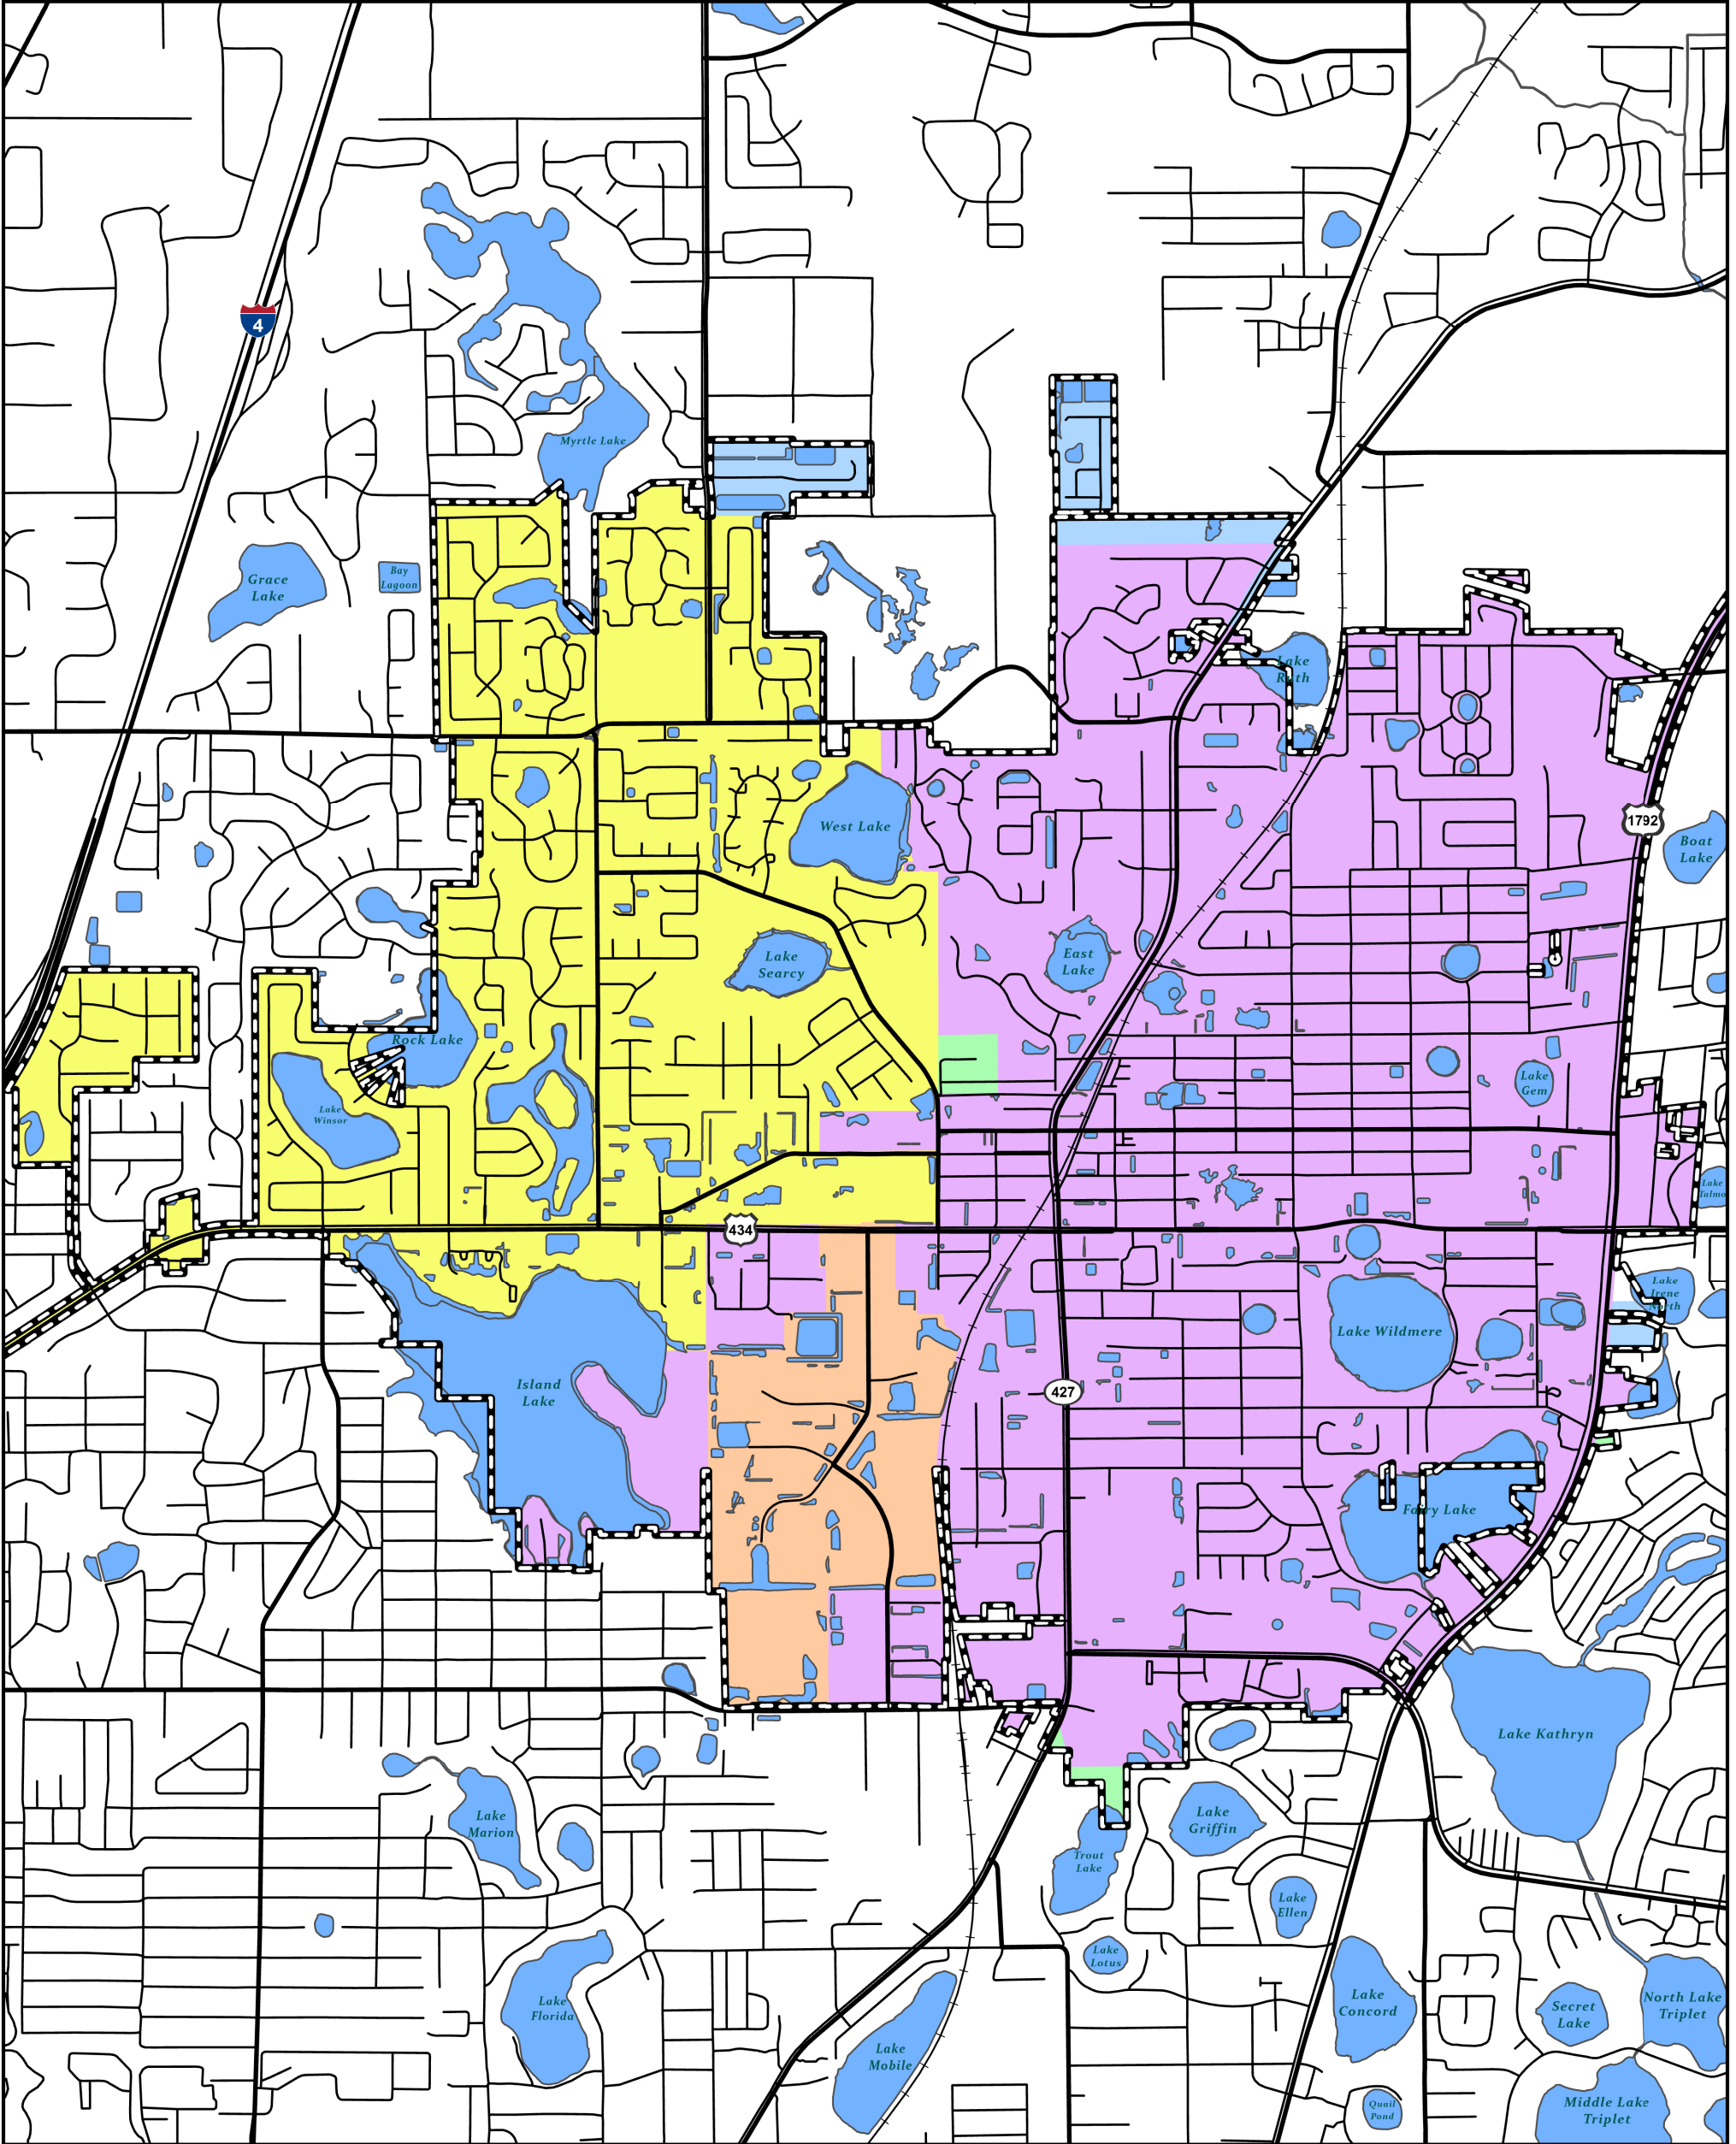 4
Myrtle Lake
Grace
Lake
Bay
Lagoon
Lake
Ruth
1792
West Lake
Boat
Lake
Lake
Searcy
East
Lake
Rock Lake
Lake
Gem
Lake
Winsor
Lake
Talmo
434
Lake
Irene
North
Lake Wildmere
Island
Lake
427
Fairy Lake
Lake Kathryn
Lake
Marion
Lake
Griffin
Trout
Lake
Lake
Ellen
Lake
Lotus
Lake
Florida
Lake
Concord
Secret
Lake
North Lake
Triplet
Lake
Mobile
Quail
Pond
Middle Lake
Triplet